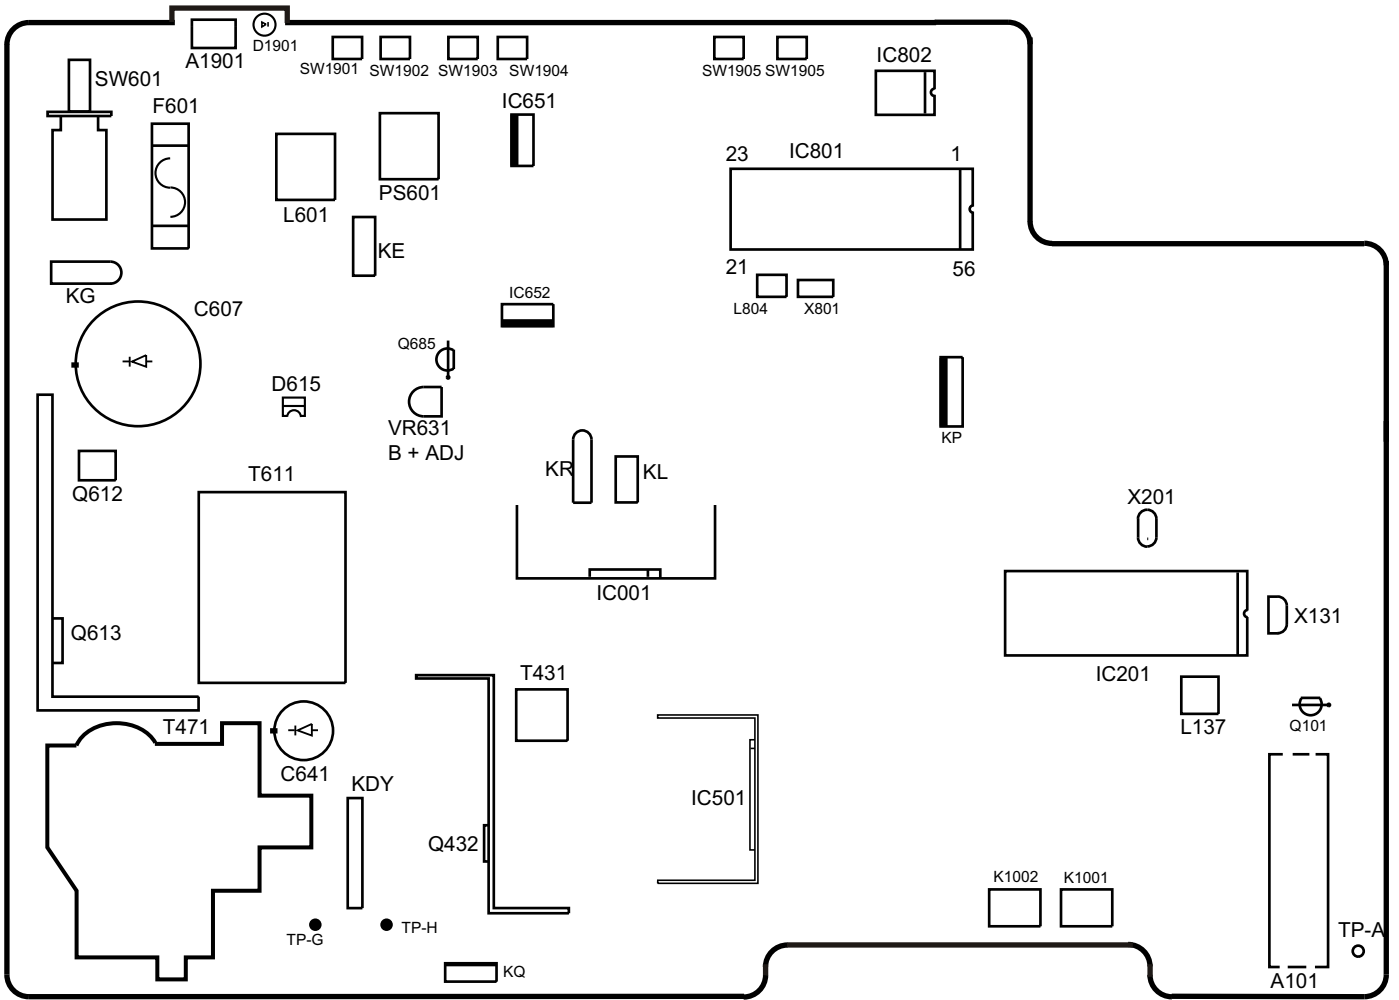 D1901
A1901
SW1901
SW1902
SW1903
SW1904
SW1905
SW1905
IC802
SW601
F601
IC651
23
IC801
1
PS601
L601
KE
21
56
KG
IC652
L804
X801
C607
Q685
D615
VR631
B + ADJ
KP
KR
KL
T611
Q612
X201
IC001
X131
Q613
T431
IC201
T471
L137
Q101
C641
KDY
IC501
Q432
K1002
K1001
TP-G
TP-H
TP-A
KQ
A101